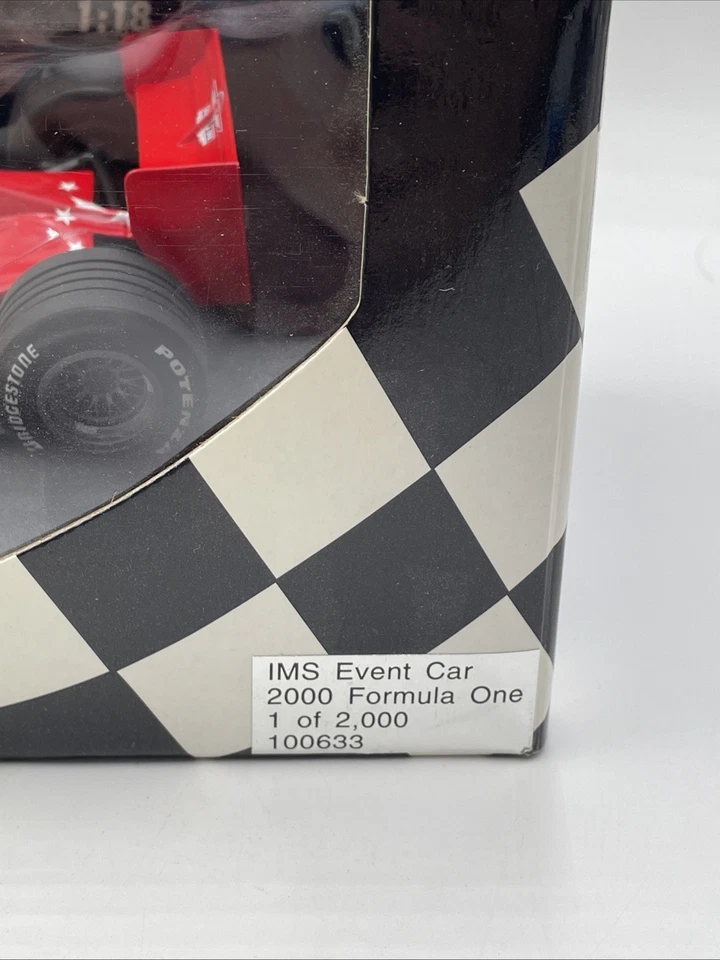 1:18
BRIDGESTONE
POTENZA
IMS Event Car
2000 Formula One
1 of 2,000
100633